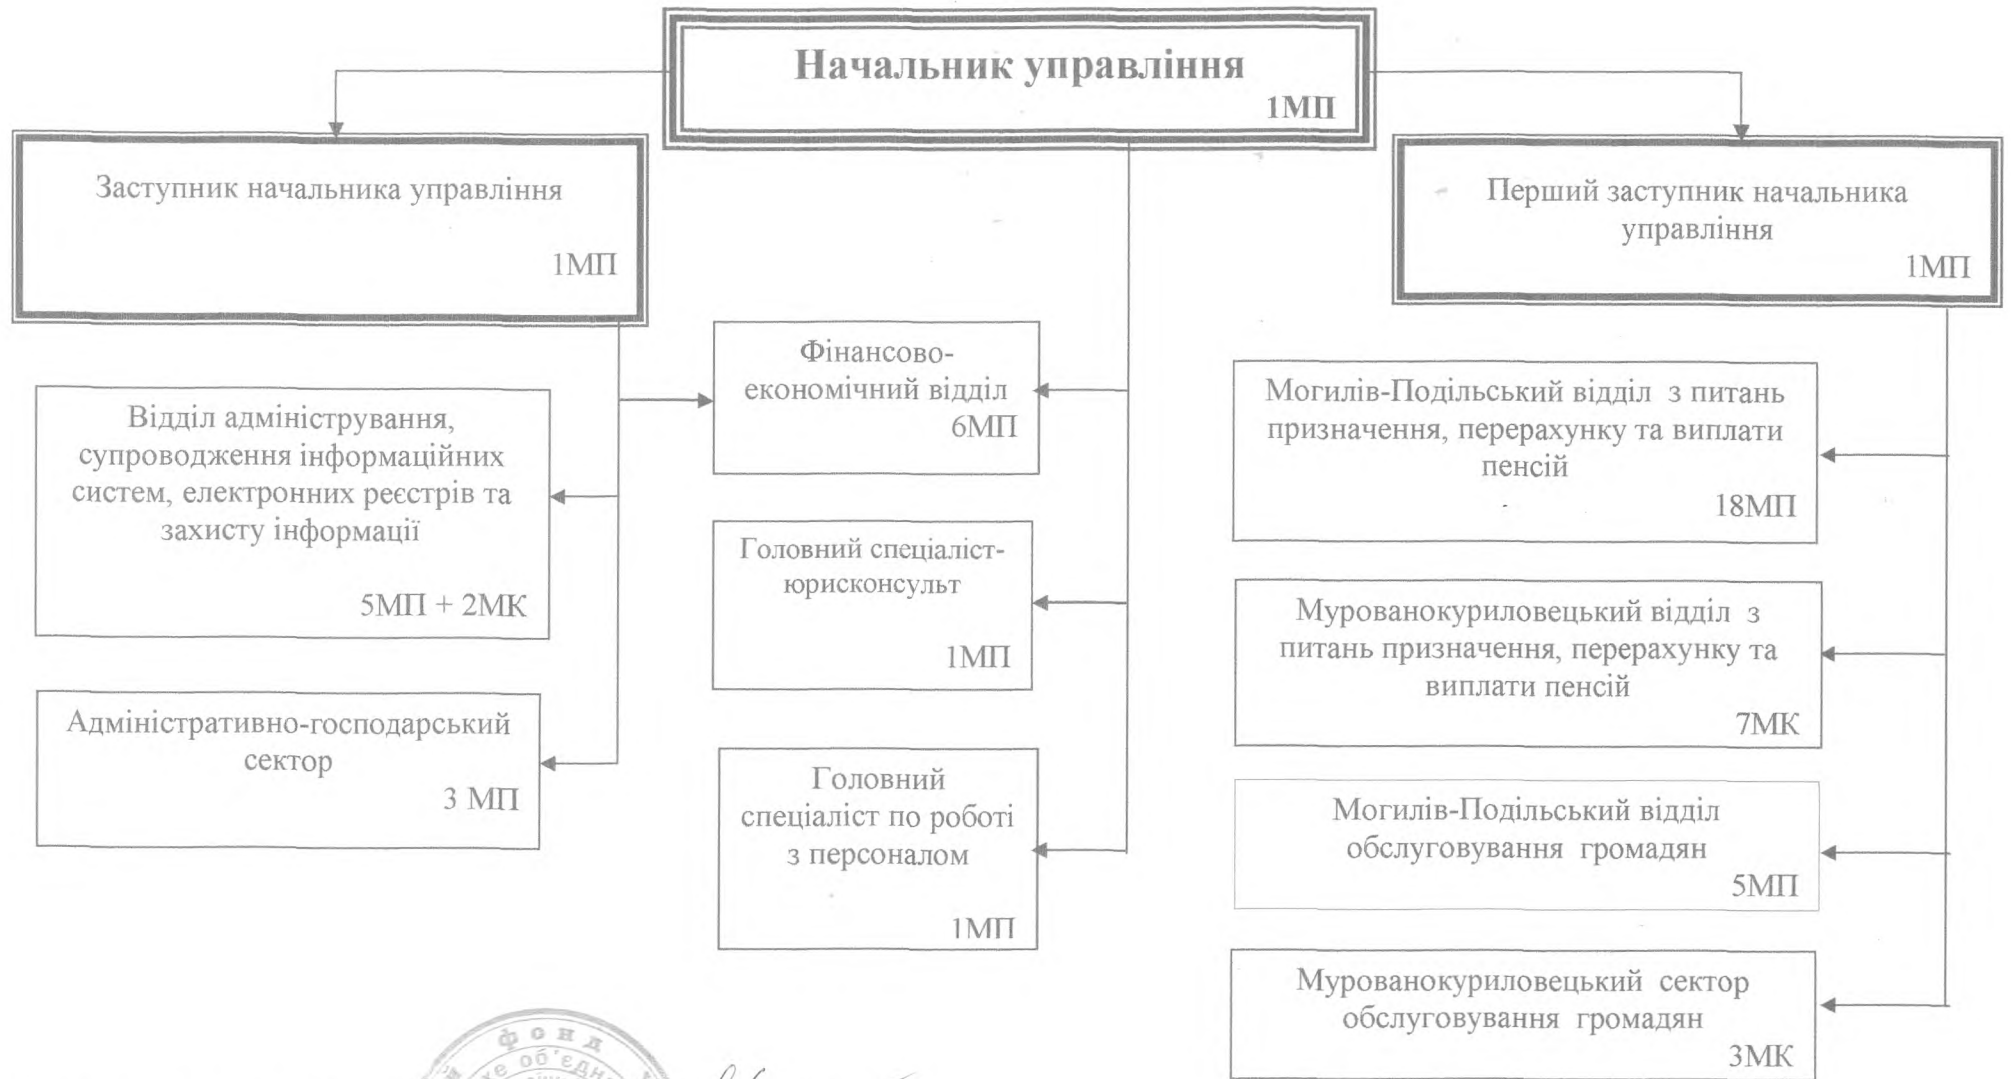 Начальник управління
1МП
Заступник начальника управління
1МП
Перший заступник начальника
управління
1МП
Відділ адміністрування,
супроводження інформаційних
систем, електронних реєстрів та
захисту інформації
5МП + 2МК
Адміністративно-господарський
сектор
3 МП
Фінансово-
економічний відділ
6МП
Головний спеціаліст-
юрисконсульт
1МП
Головний
спеціаліст по роботі
з персоналом
1МП
Могилів-Подільський відділ з питань
призначення, перерахунку та виплати
пенсій
18МП
Мурованокуриловецький відділ з
питань призначення, перерахунку та
виплати пенсій
7МК
Могилів-Подільський відділ
обслуговування громадян
5МП
Мурованокуриловецький сектор
обслуговування громадян
3МК
фонд